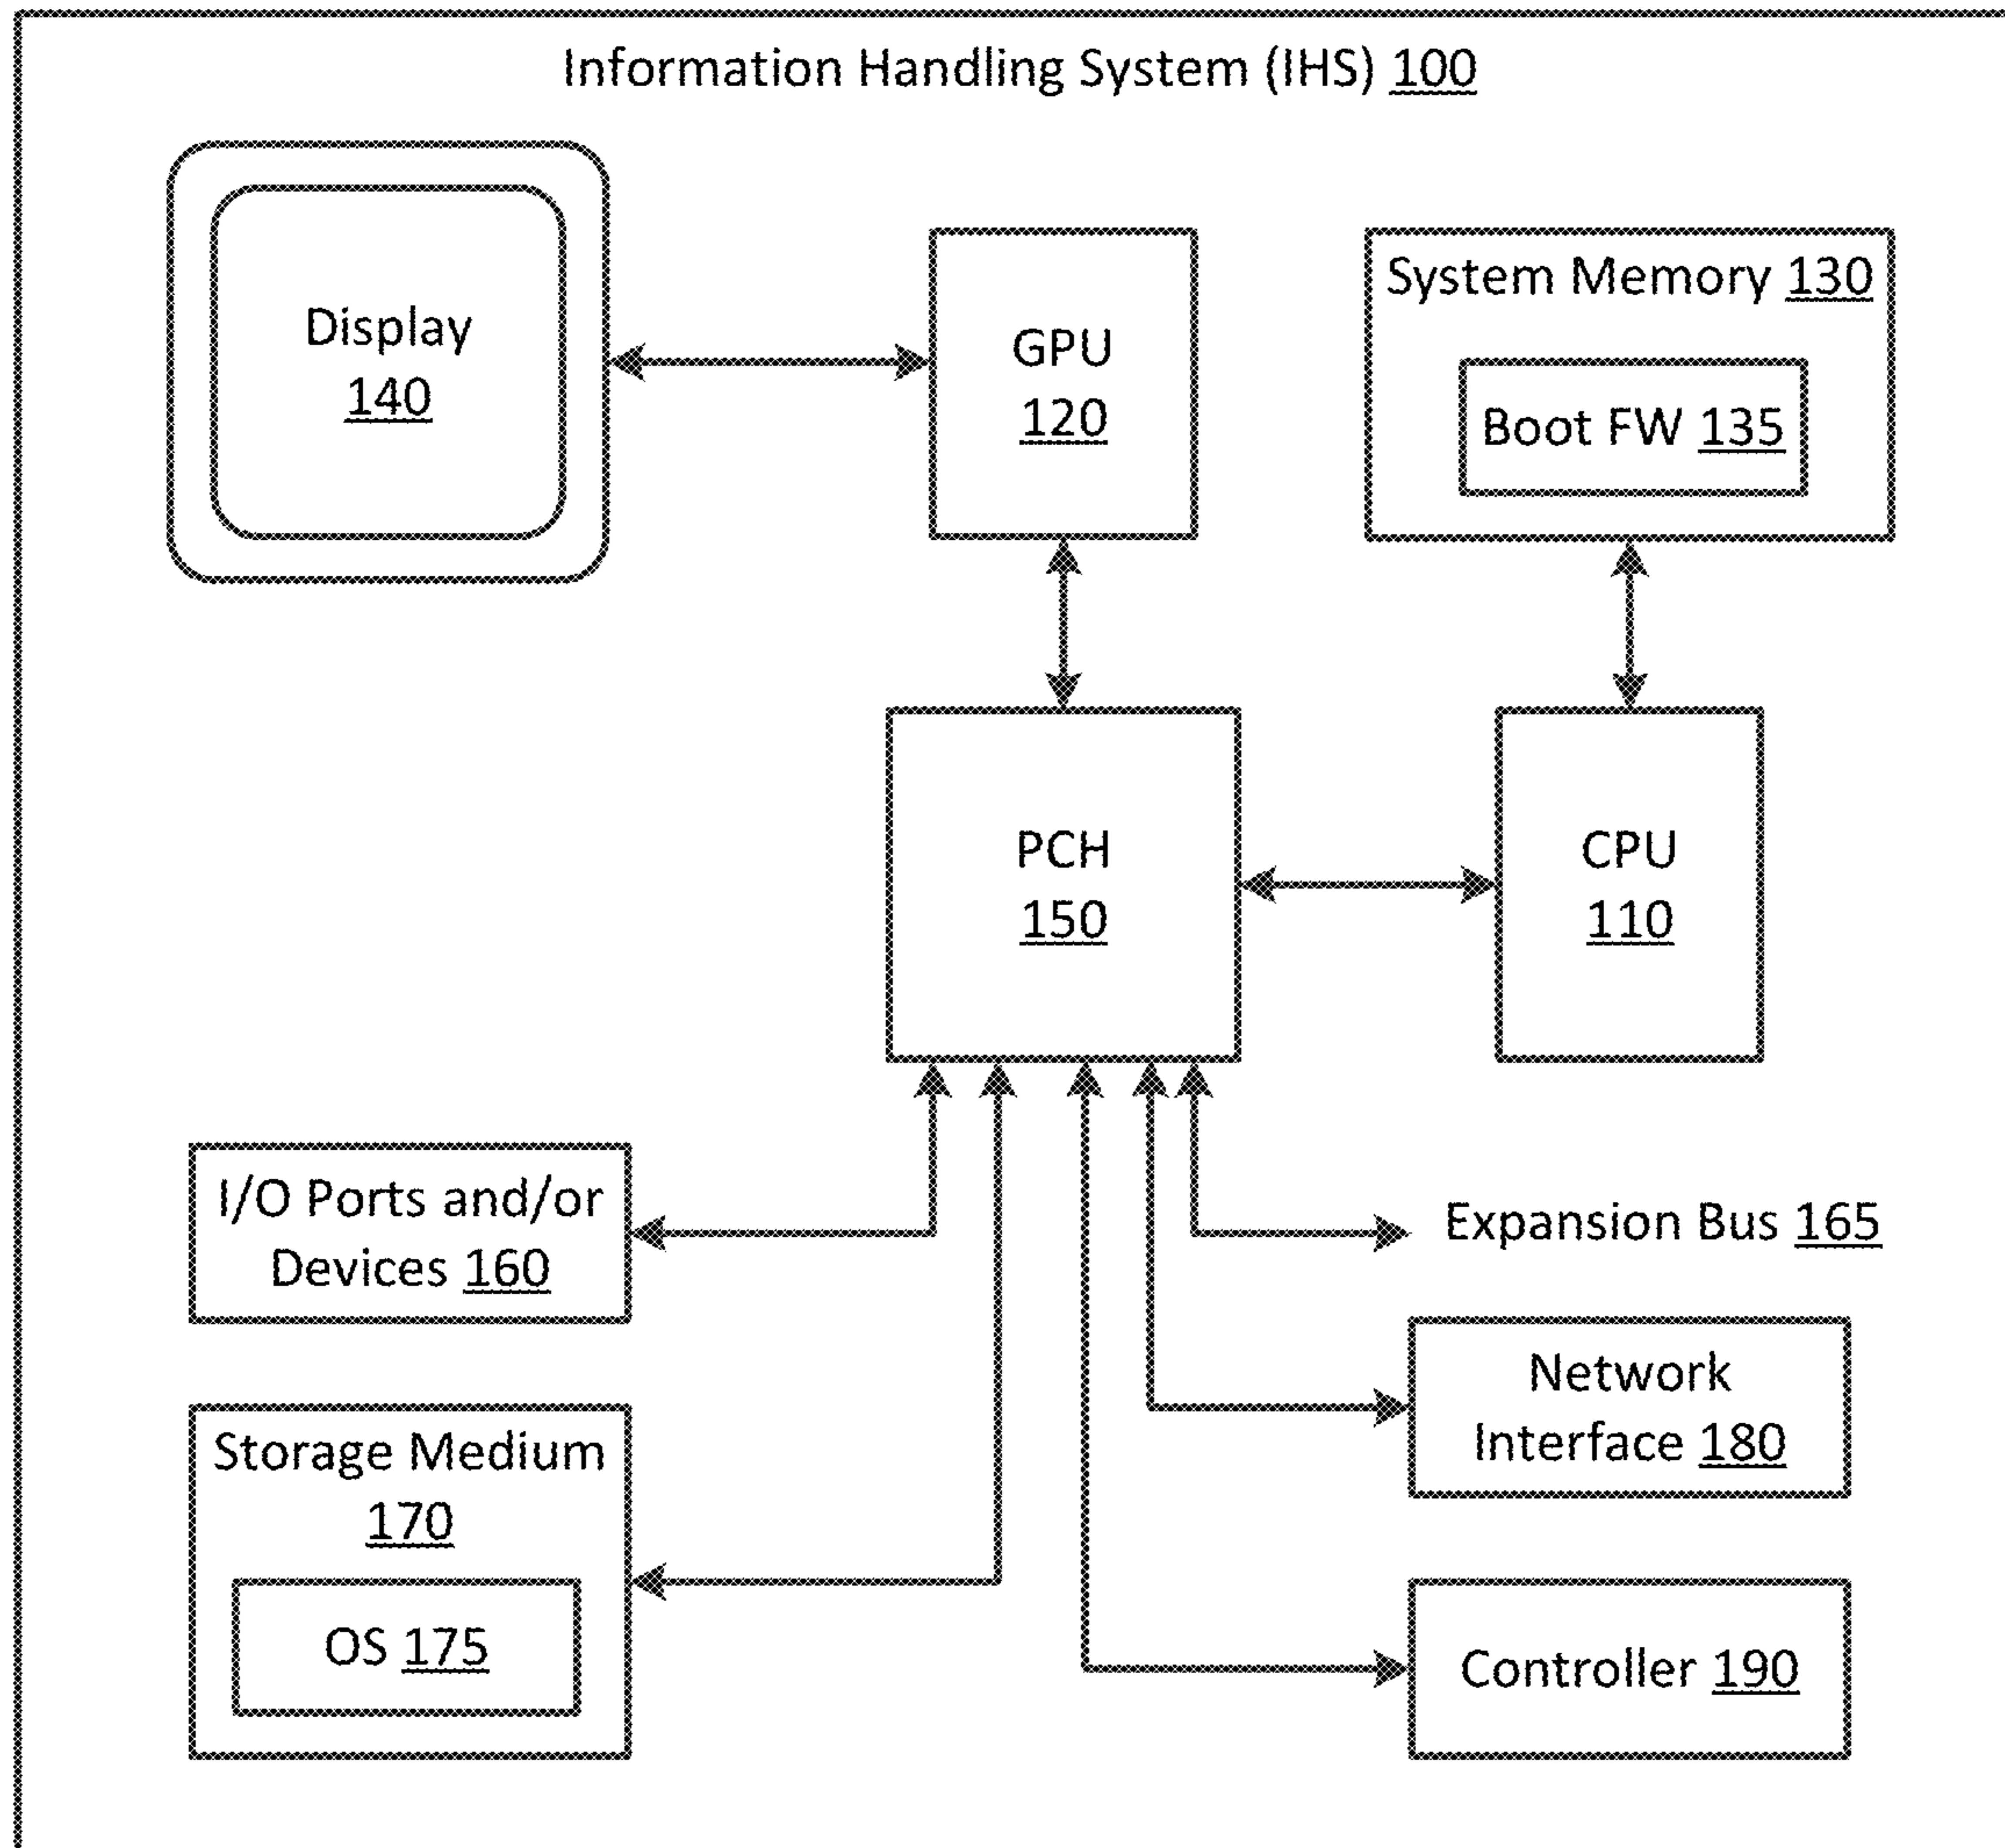 Information Handling System (IHS) 100
Display
140
GPU
120
System Memory 130
Boot FW 135
PCH
150
CPU
110
I/O Ports and/or
Devices 160
Expansion Bus 165
Network
Interface 180
Storage Medium
170
OS 175
Controller 190